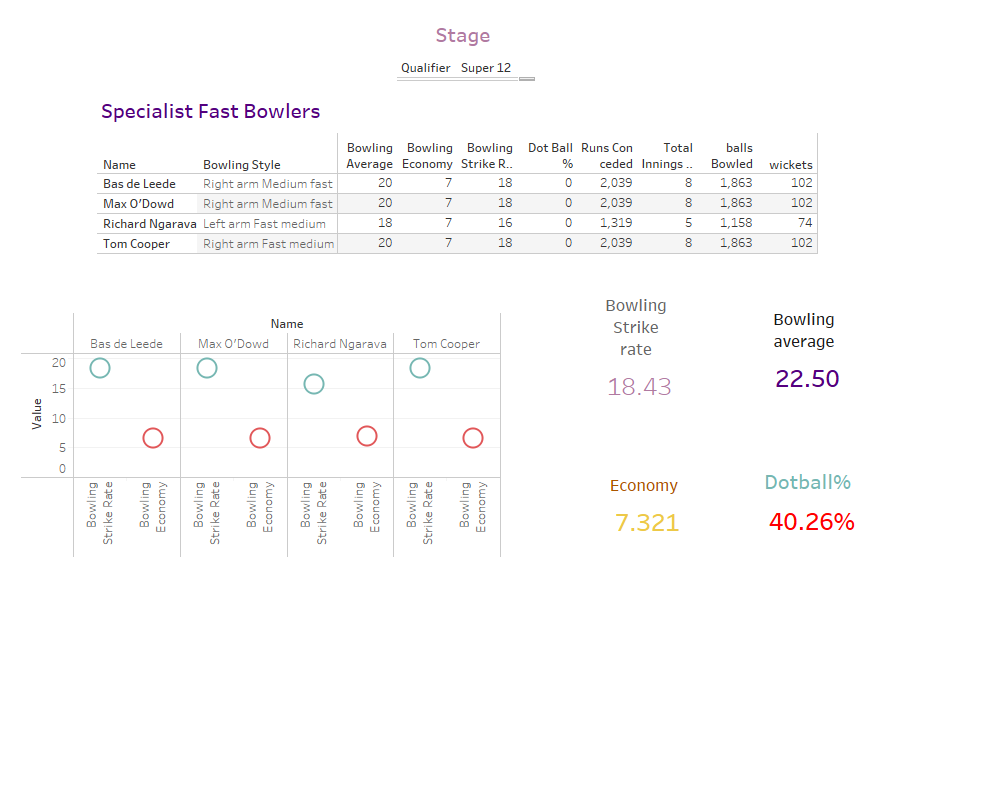 Stage
Qualifier Super 12
Specialist Fast Bowlers
Name Bowling Style Bowling Average Bowling Economy Bowling Strike R.. Dot Ball % Runs Con ceded Total Innings .. balls Bowled wickets
Bas de Leede Right arm Medium fast 20 7 18 0 2,039 8 1,863 102
Max O’Dowd Right arm Medium fast 20 7 18 0 2,039 8 1,863 102
Richard Ngarava Left arm Fast medium 18 7 16 0 1,319 5 1,158 74
Tom Cooper Right arm Fast medium 20 7 18 0 2,039 8 1,863 102
Name
Bas de Leede Max O’Dowd Richard Ngarava Tom Cooper
Value
20
15
10
5
0
Bowling Strike Rate Bowling Economy Bowling Strike Rate Bowling Economy Bowling Strike Rate Bowling Economy Bowling Strike Rate Bowling Economy
Bowling
Strike
rate
18.43
Bowling
average
22.50
Economy
7.321
Dotball%
40.26%